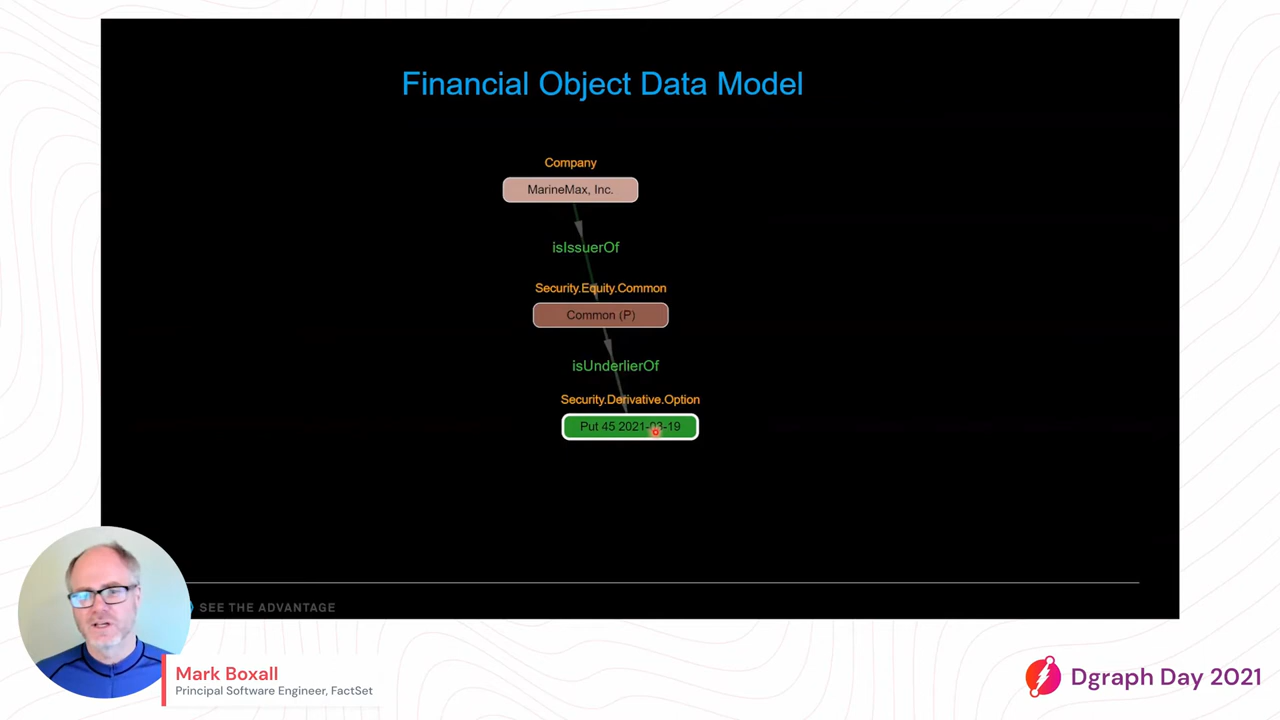 Financial Object Data Model
Company
MarineMax, Inc.
isIssuerOf
Security.Equity.Common
Common (P)
isUnderlierOf
Security.Derivative.Option
Put 45 2021-03-19
SEE THE ADVANTAGE
Mark Boxall
Principal Software Engineer, FactSet
Dgraph Day 2021